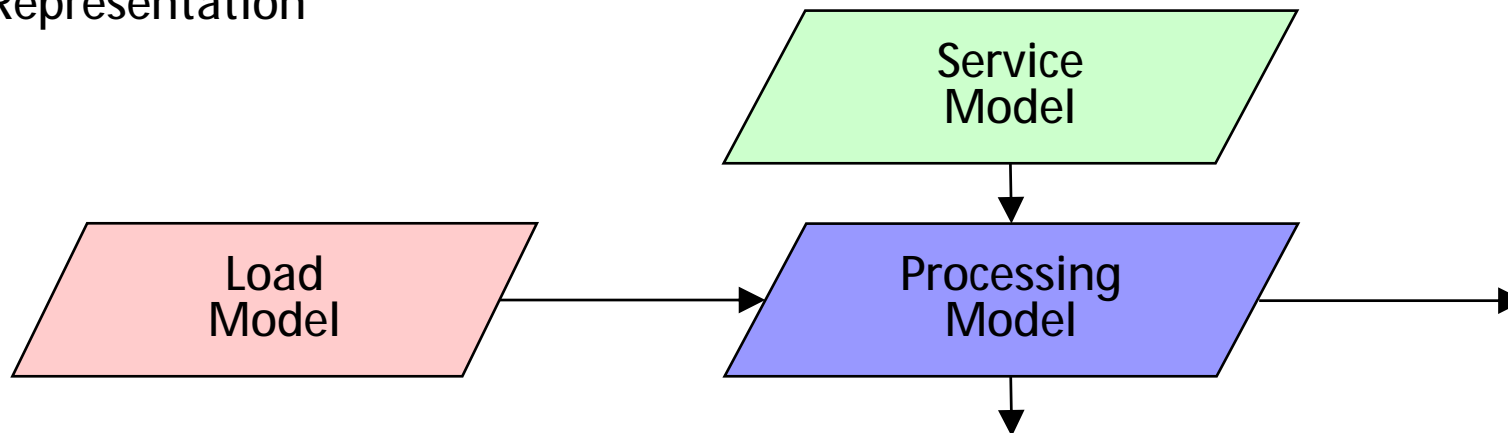 Representation
Service
Model
Load
Model
Processing
Model